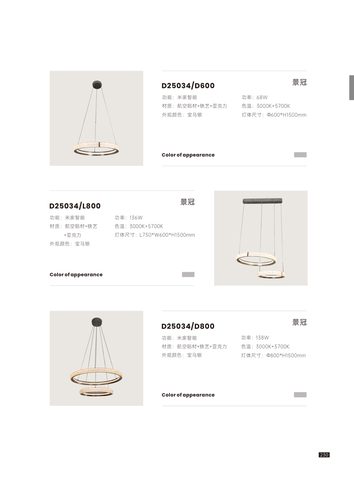 景冠
D25034/D600
功能：米家智能
功率：68W
材质：航空铝材+铁艺+亚克力
色温：3000K+5700K
外观颜色：宝马银
灯体尺寸：Φ600*H1500mm
Color of appearance
景冠
D25034/L800
功能：米家智能
功率：136W
材质：航空铝材+铁艺
+亚克力
色温：3000K+5700K
外观颜色：宝马银
灯体尺寸：L730*W600*H1500mm
Color of appearance
景冠
D25034/D800
功能：米家智能
功率：138W
材质：航空铝材+铁艺+亚克力
色温：3000K+5700K
外观颜色：宝马银
灯体尺寸：Φ800*H1500mm
Color of appearance
230